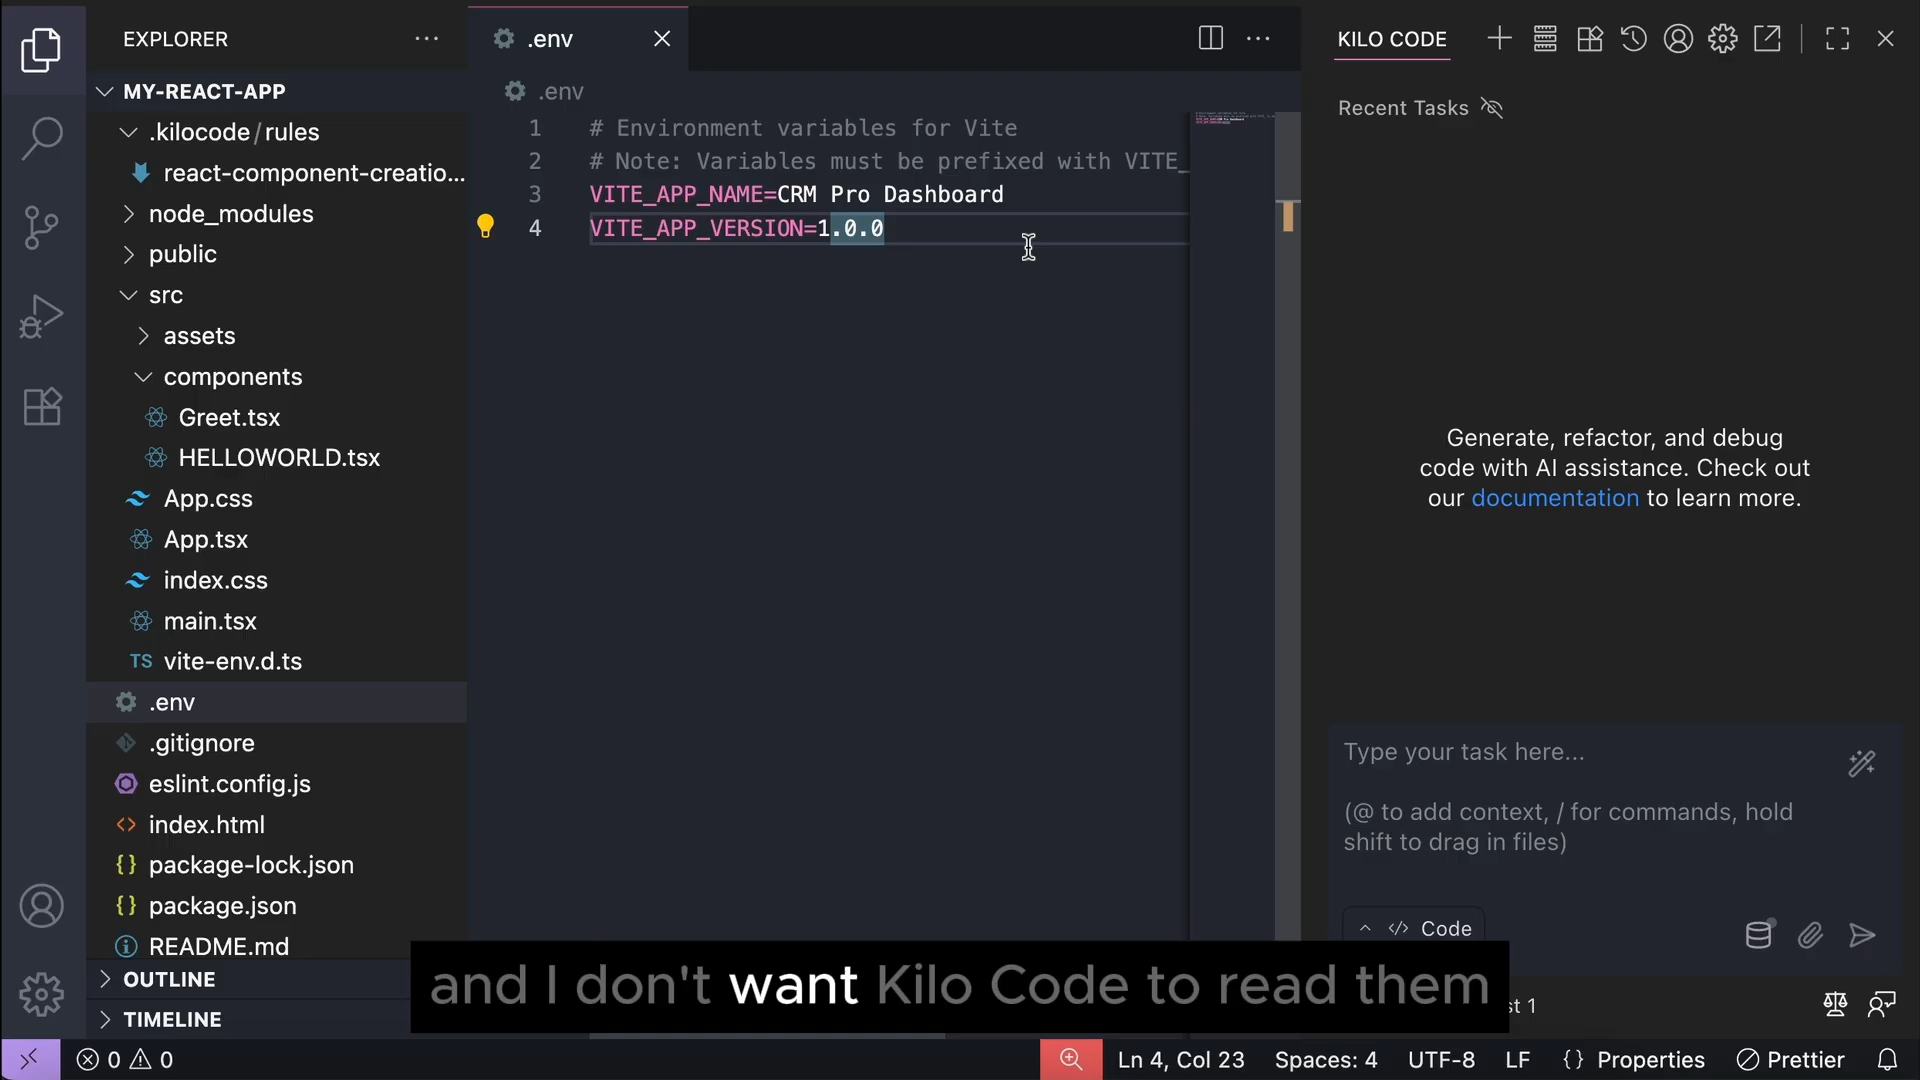 EXPLORER
MY-REACT-APP
.kilocode / rules
react-component-creatio...
node_modules
public
src
assets
components
Greet.tsx
HELLOWORLD.tsx
App.css
App.tsx
index.css
main.tsx
TS vite-env.d.ts
.env
.gitignore
eslint.config.js
<> index.html
{} package-lock.json
{} package.json
README.md
OUTLINE
TIMELINE
.env
.env
1 # Environment variables for Vite
2 # Note: Variables must be prefixed with VITE_
3 VITE_APP_NAME=CRM Pro Dashboard
4 VITE_APP_VERSION=1.0.0
KILO CODE
Recent Tasks
Generate, refactor, and debug
code with AI assistance. Check out
our documentation to learn more.
Type your task here...
(@ to add context, / for commands, hold
shift to drag in files)
</> Code
and I don't want Kilo Code to read them
st 1
0 0
Ln 4, Col 23 Spaces: 4 UTF-8 LF {} Properties Prettier